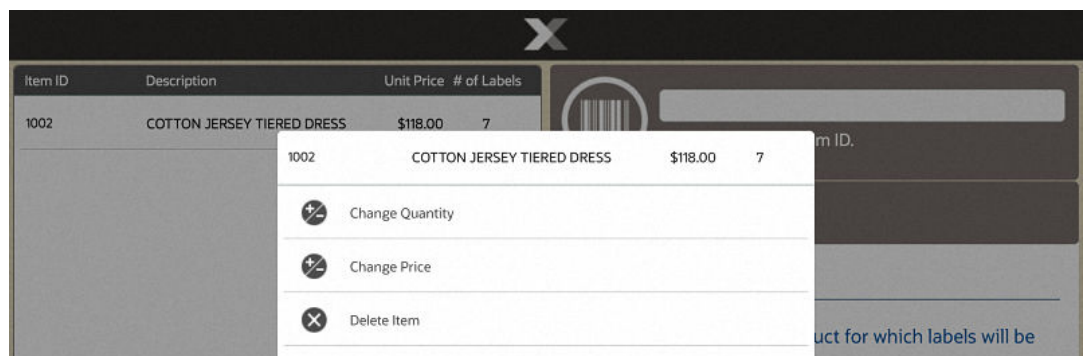 Item ID Description Unit Price # of Labels
1002 COTTON JERSEY TIERED DRESS $118.00 7
m ID.
1002 COTTON JERSEY TIERED DRESS $118.00 7
Change Quantity
Change Price
Delete Item
uct for which labels will be